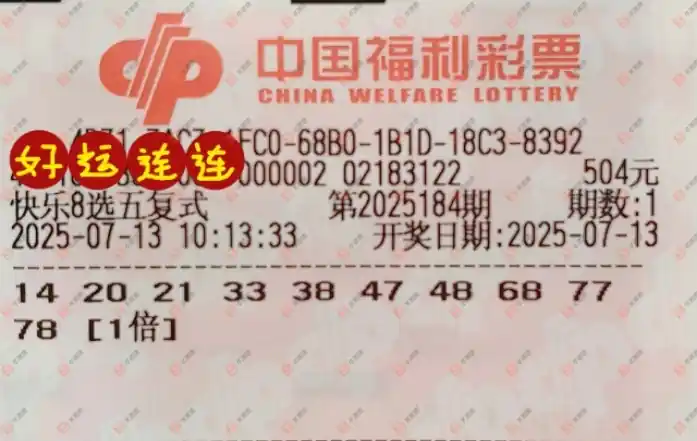 中国福利彩票
CHINA WELFARE LOTTERY
-68B0-1B1D-18C3-8392
好运连连
000002 02183122 504元
快乐8选五复式 第2025184期 期数:1
2025-07-13 10:13:33 开奖日期:2025-07-13
14 20 21 33 38 47 48 68 77
78 [1倍]